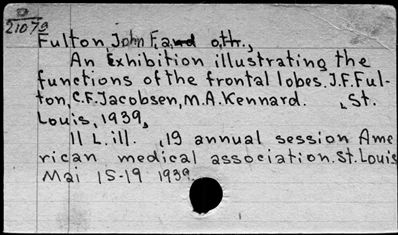 21079
Fulton, John F. and oth.,
An Exhibition illustrating the
functions of the frontal lobes. J.F. Ful-
ton, C.F. Jacobsen, M.A. Kennard. , St.
Louis, 1939,
11 L. ill. , 19 annual session Ame
rican medical association. St. Louis
Mai 15-19 1939.